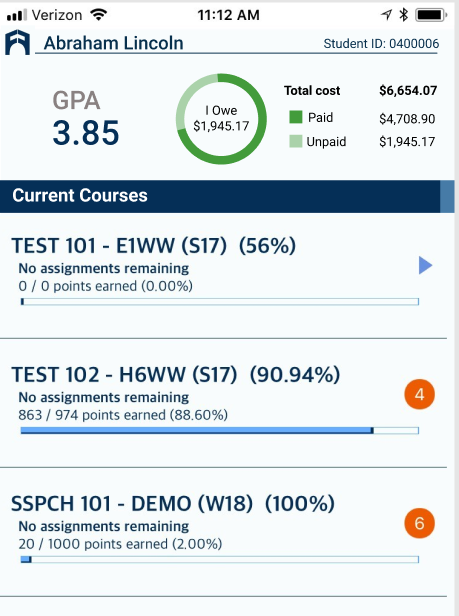 Verizon 11:12 AM
Abraham Lincoln Student ID: 0400006
GPA
3.85
I Owe
$1,945.17
Total cost $6,654.07
Paid $4,708.90
Unpaid $1,945.17
Current Courses
TEST 101 - E1WW (S17) (56%)
No assignments remaining
0 / 0 points earned (0.00%)
TEST 102 - H6WW (S17) (90.94%)
No assignments remaining
863 / 974 points earned (88.60%)
4
SSPCH 101 - DEMO (W18) (100%)
No assignments remaining
20 / 1000 points earned (2.00%)
6